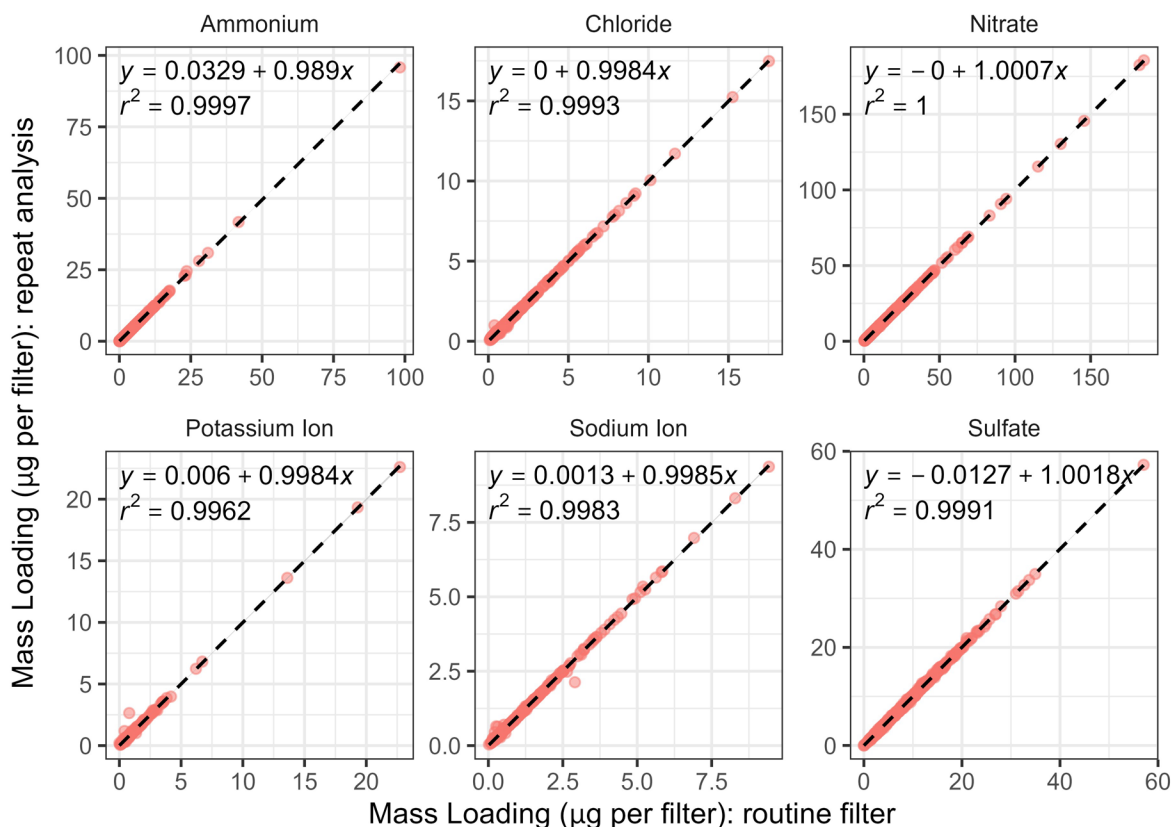 Ammonium
Chloride
Nitrate
y = 0.0329 + 0.989x
r² = 0.9997
y = 0 + 0.9984x
r² = 0.9993
y = −0 + 1.0007x
r² = 1
100
75
50
25
0
0 25 50 75 100
15
10
5
0
0 5 10 15
150
100
50
0
0 50 100 150
Potassium Ion
Sodium Ion
Sulfate
y = 0.006 + 0.9984x
r² = 0.9962
y = 0.0013 + 0.9985x
r² = 0.9983
y = −0.0127 + 1.0018x
r² = 0.9991
20
15
10
5
0
0 5 10 15 20
7.5
5.0
2.5
0.0
0.0 2.5 5.0 7.5
60
40
20
0
0 20 40 60
Mass Loading (µg per filter): repeat analysis
Mass Loading (µg per filter): routine filter